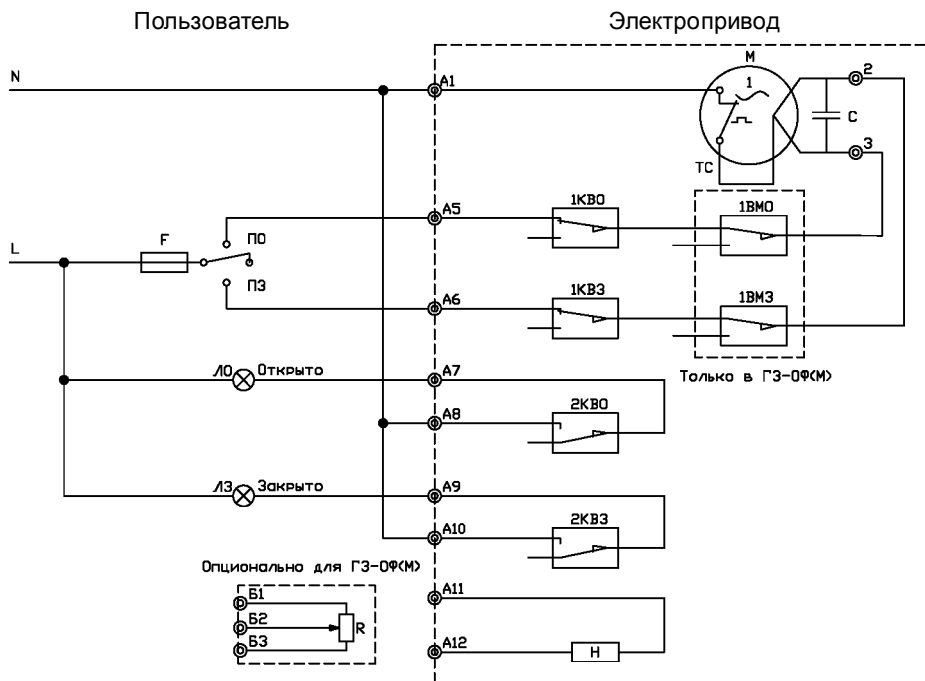 Пользователь
Электропривод
N
A1
M
1
2
C
3
ТС
A5
1КВО
1ВМО
L
F
ПО
ПЗ
A6
1КВЗ
1ВМЗ
ЛО
Открыто
A7
Только в ГЗ-ОФ(М)
A8
2КВО
ЛЗ
Закрыто
A9
A10
2КВЗ
Опционально для ГЗ-ОФ(М)
A11
Б1
Б2
R
Б3
A12
Н